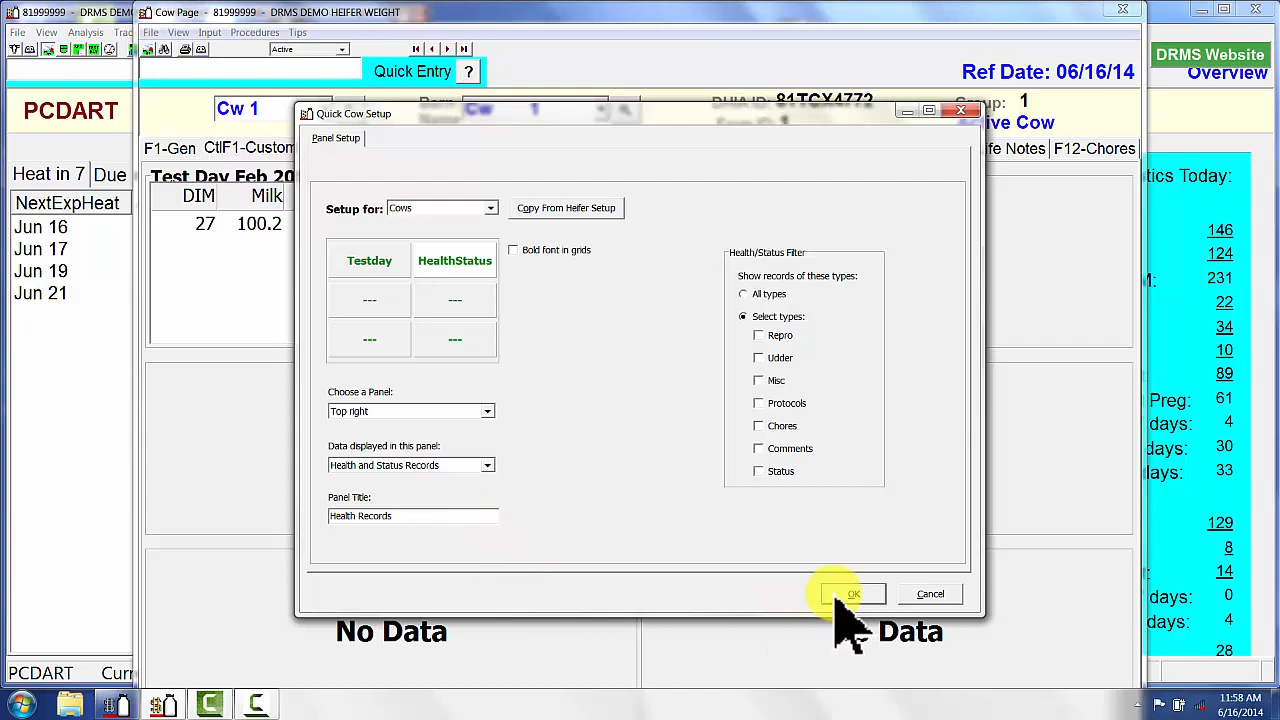 81999999 - DRMS DEMO
Cow Page - 81999999 - DRMS DEMO HEIFER WEIGHT
File View Analysis
File View Input Procedures Tips
Active
Quick Entry ?
Ref Date: 06/16/14
DRMS Website
Overview
PCDART
Cw 1
Cw 1
Name
DHIA ID: 81TGX4772
1
Active Cow
Heat in 7 Due
F1-Gen CtlF1-Custom
Notes F12-Chores
tics Today:
NextExpHeat
Jun 16
Jun 17
Jun 19
Jun 21
Test Day Feb 20
DIM Milk
27 100.2
Quick Cow Setup
Panel Setup
Setup for: Cows Copy From Heifer Setup
Testday HealthStatus
--- ---
--- ---
Bold font in grids
Choose a Panel:
Top right
Data displayed in this panel:
Health and Status Records
Panel Title:
Health Records
Health/Status Filter
Show records of these types:
All types
Select types:
Repro
Udder
Misc
Protocols
Chores
Comments
Status
OK Cancel
146
124
M: 231
22
34
10
89
Preg: 61
days: 4
days: 30
days: 33
129
8
14
0
days: 4
28
No Data
Data
PCDART Curr
11:58 AM
6/16/2014